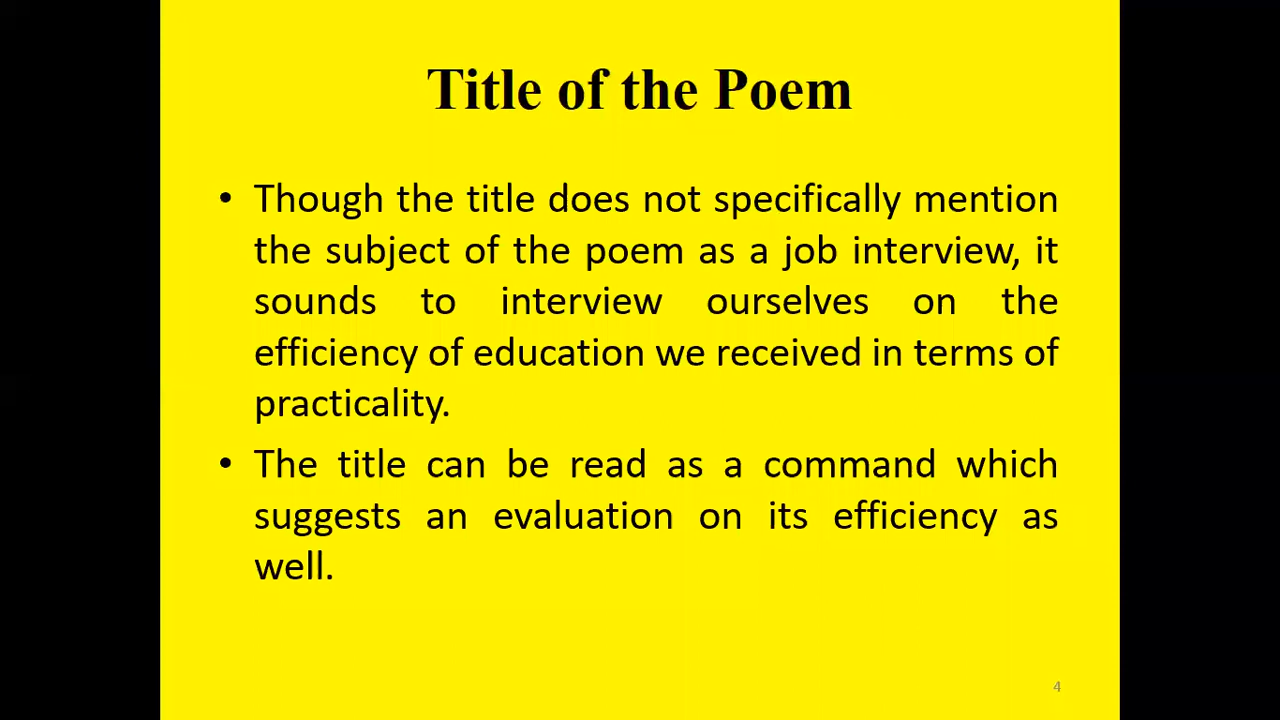 Title of the Poem
• Though the title does not specifically mention
the subject of the poem as a job interview, it
sounds to interview ourselves on the
efficiency of education we received in terms of
practicality.
• The title can be read as a command which
suggests an evaluation on its efficiency as
well.
4